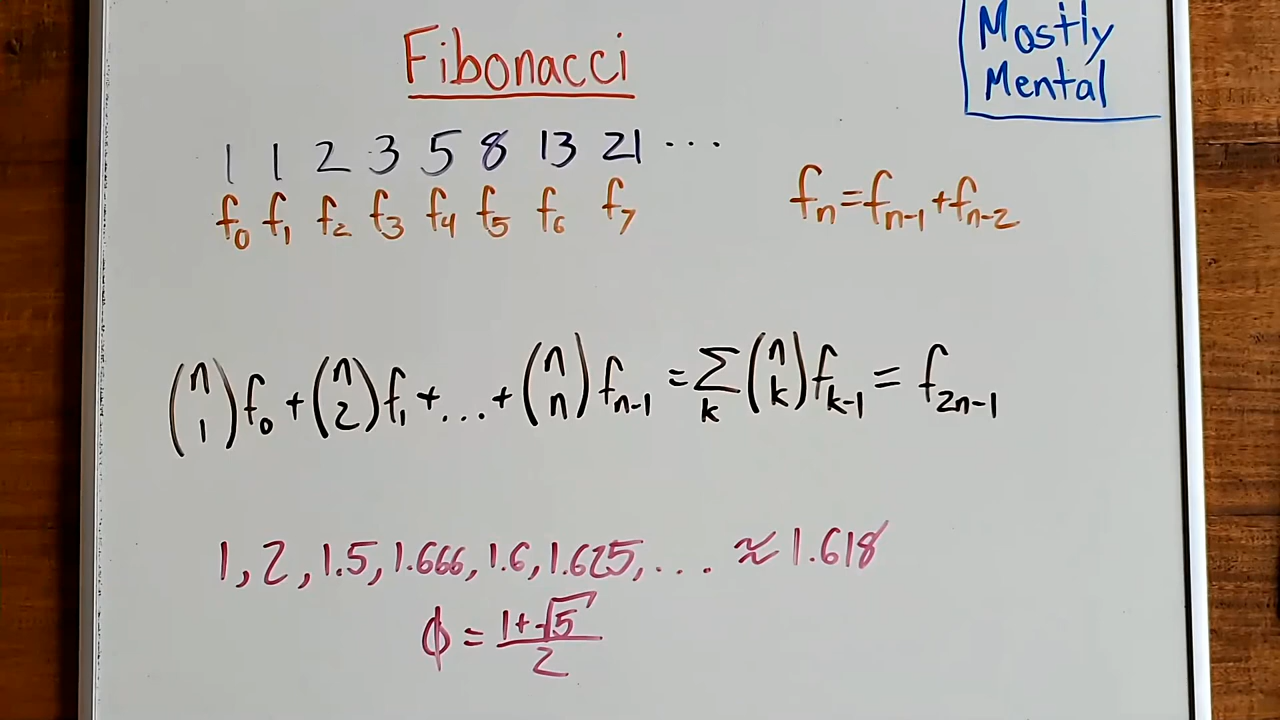 Mostly
Mental
Fibonacci
1 1 2 3 5 8 13 21 ...
f₀ f₁ f₂ f₃ f₄ f₅ f₆ f₇
fₙ=fₙ₋₁+fₙ₋₂
(n 1)f₀+(n 2)f₁+...+(n n)fₙ₋₁=∑ₖ(n k)fₖ₋₁=f₂ₙ₋₁
1,2,1.5,1.666,1.6,1.625,... ≈1.618
ϕ=(1+√5)/2